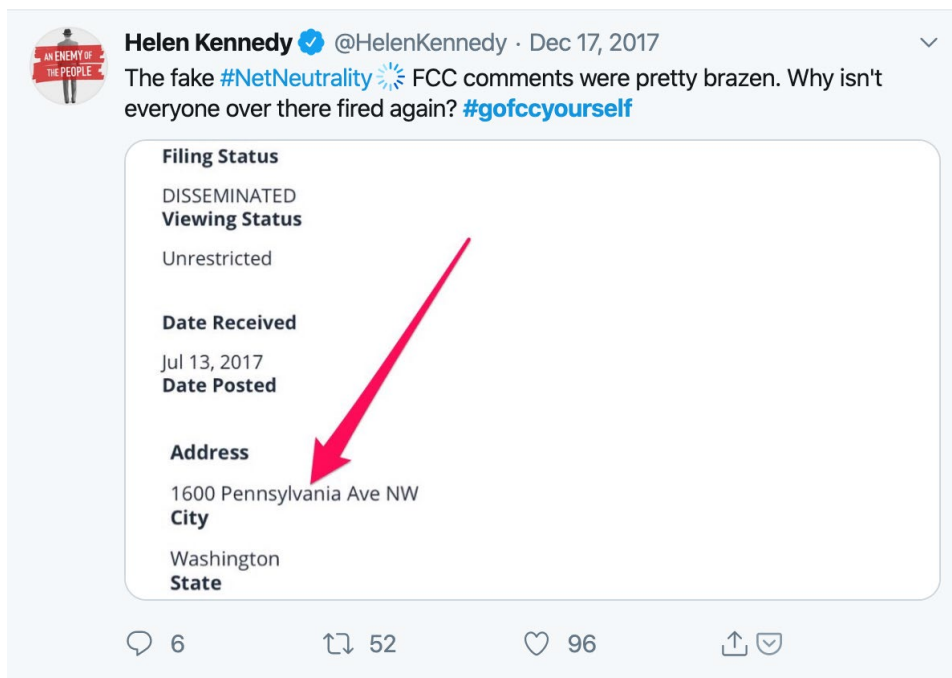 AN ENEMY OF
THE PEOPLE
Helen Kennedy @HelenKennedy · Dec 17, 2017
The fake #NetNeutrality FCC comments were pretty brazen. Why isn't
everyone over there fired again? #gofccyourself
Filing Status
DISSEMINATED
Viewing Status
Unrestricted
Date Received
Jul 13, 2017
Date Posted
Address
1600 Pennsylvania Ave NW
City
Washington
State
6 52 96